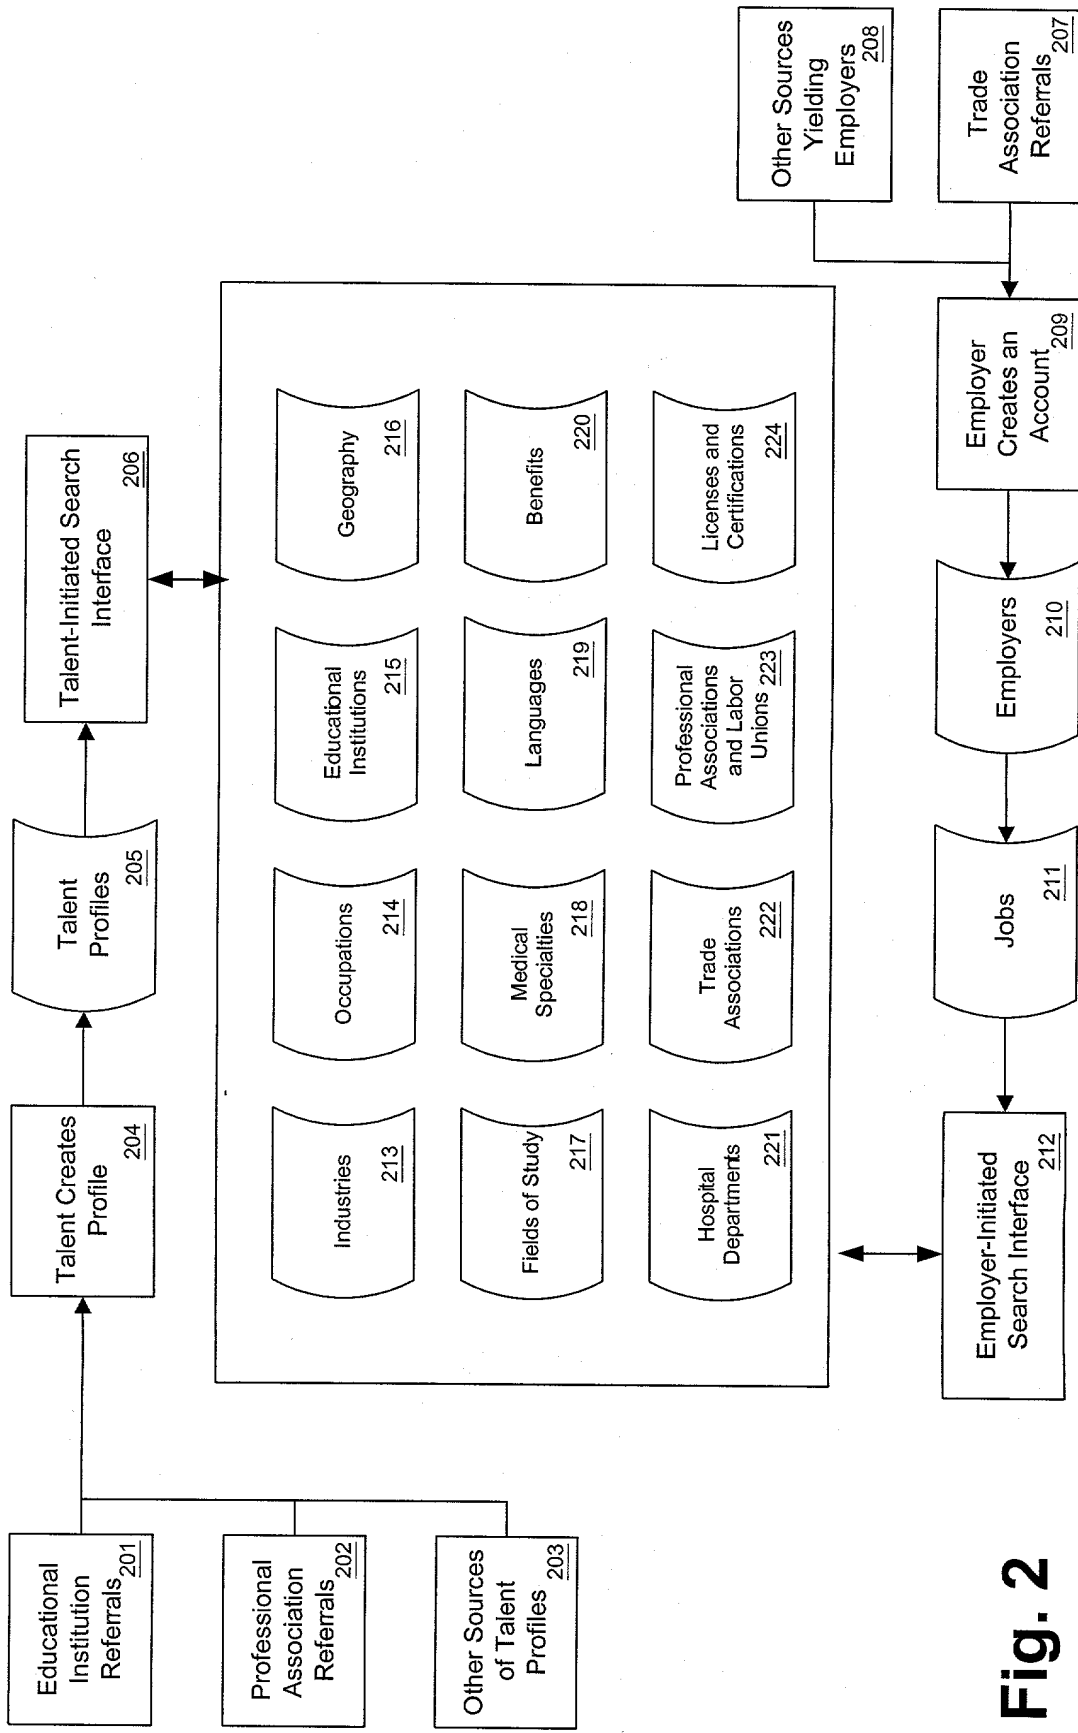 Educational
Institution
Referrals
201
Professional
Association
Referrals
202
Other Sources
of Talent
Profiles
203
Talent Creates
Profile
204
Talent
Profiles
205
Talent-Initiated Search
Interface
206
Industries
213
Occupations
214
Educational
Institutions
215
Geography
216
Fields of Study
217
Medical
Specialties
218
Languages
219
Benefits
220
Hospital
Departments
221
Trade
Associations
222
Professional
Associations
and Labor
Unions
223
Licenses and
Certifications
224
Employer-Initiated
Search Interface
212
Jobs
211
Employers
210
Employer
Creates an
Account
209
Other Sources
Yielding
Employers
208
Trade
Association
Referrals
207
Fig. 2